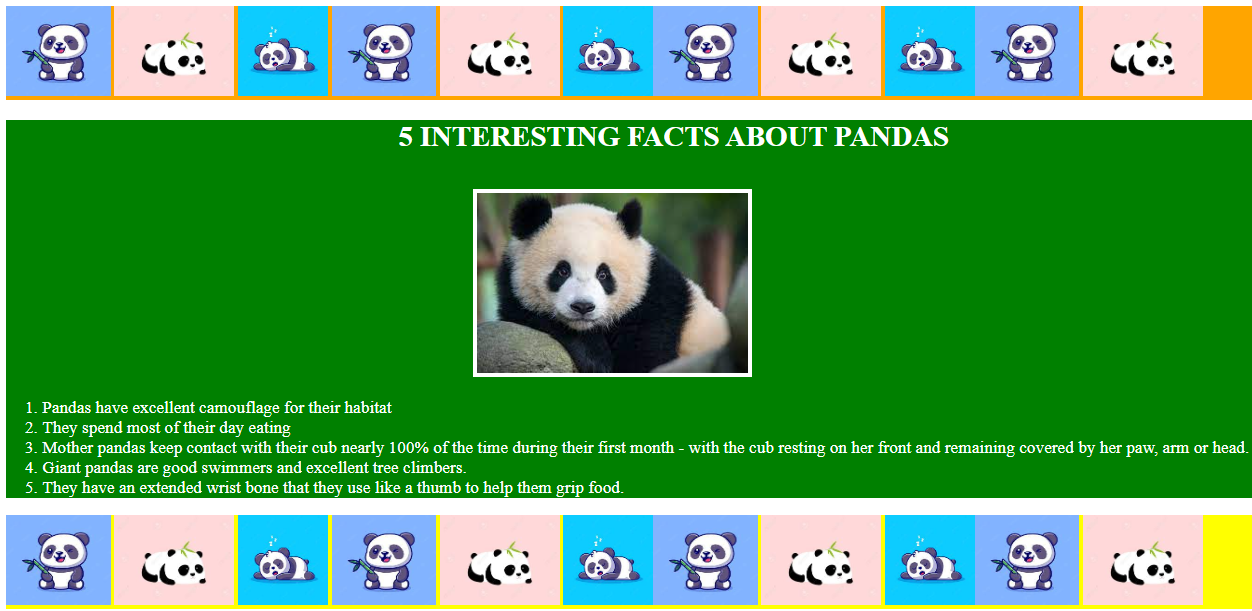 5 INTERESTING FACTS ABOUT PANDAS
1. Pandas have excellent camouflage for their habitat
2. They spend most of their day eating
3. Mother pandas keep contact with their cub nearly 100% of the time during their first month - with the cub resting on her front and remaining covered by her paw, arm or head.
4. Giant pandas are good swimmers and excellent tree climbers.
5. They have an extended wrist bone that they use like a thumb to help them grip food.